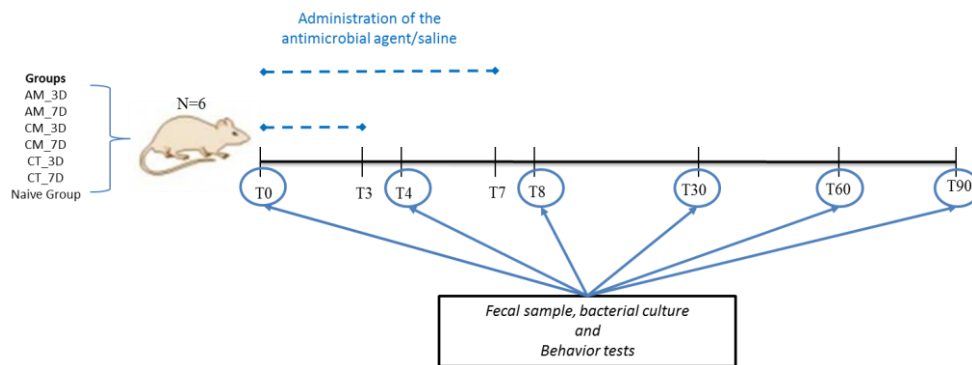 Administration of the
antimicrobial agent/saline
Groups
AM_3D
AM_7D
CM_3D
CM_7D
CT_3D
CT_7D
Naive Group
N=6
T0
T3
T4
T7
T8
T30
T60
T90
Fecal sample, bacterial culture
and
Behavior tests